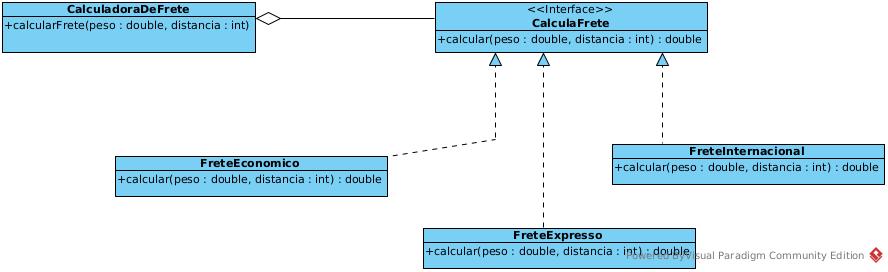 CalculadoraDeFrete
+calcularFrete(peso : double, distancia : int)
<<Interface>>
CalculaFrete
+calcular(peso : double, distancia : int) : double
FreteEconomico
+calcular(peso : double, distancia : int) : double
FreteInternacional
+calcular(peso : double, distancia : int) : double
FreteExpresso
+calcular(peso : double, distancia : int) : double
Powered ByVisual Paradigm Community Edition